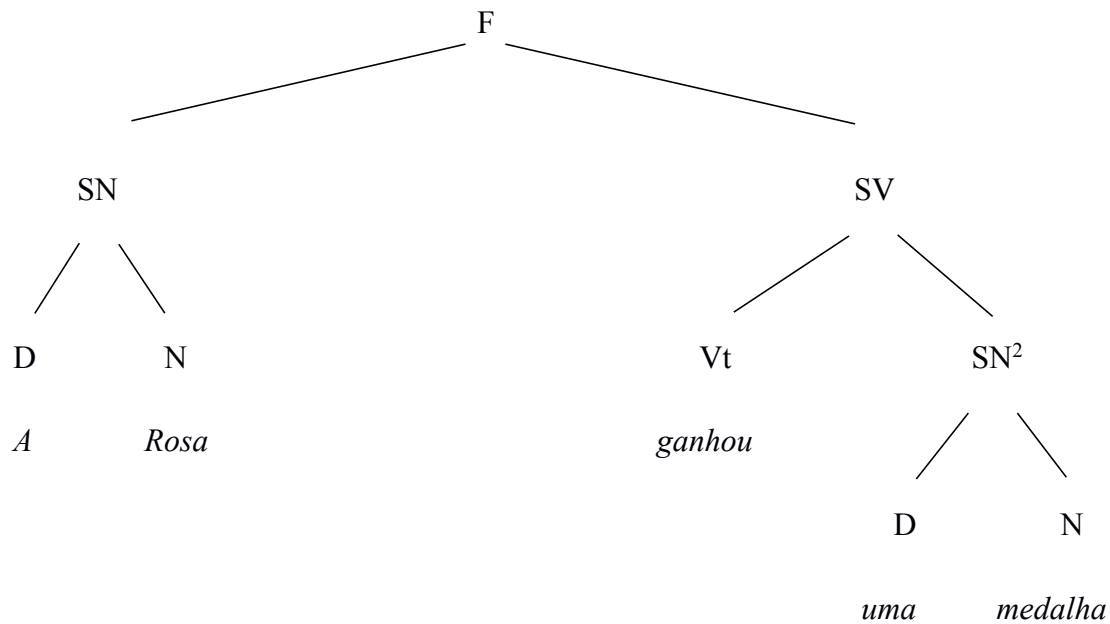 F
SN SV
D N Vt SN²
A Rosa ganhou
D N
uma medalha